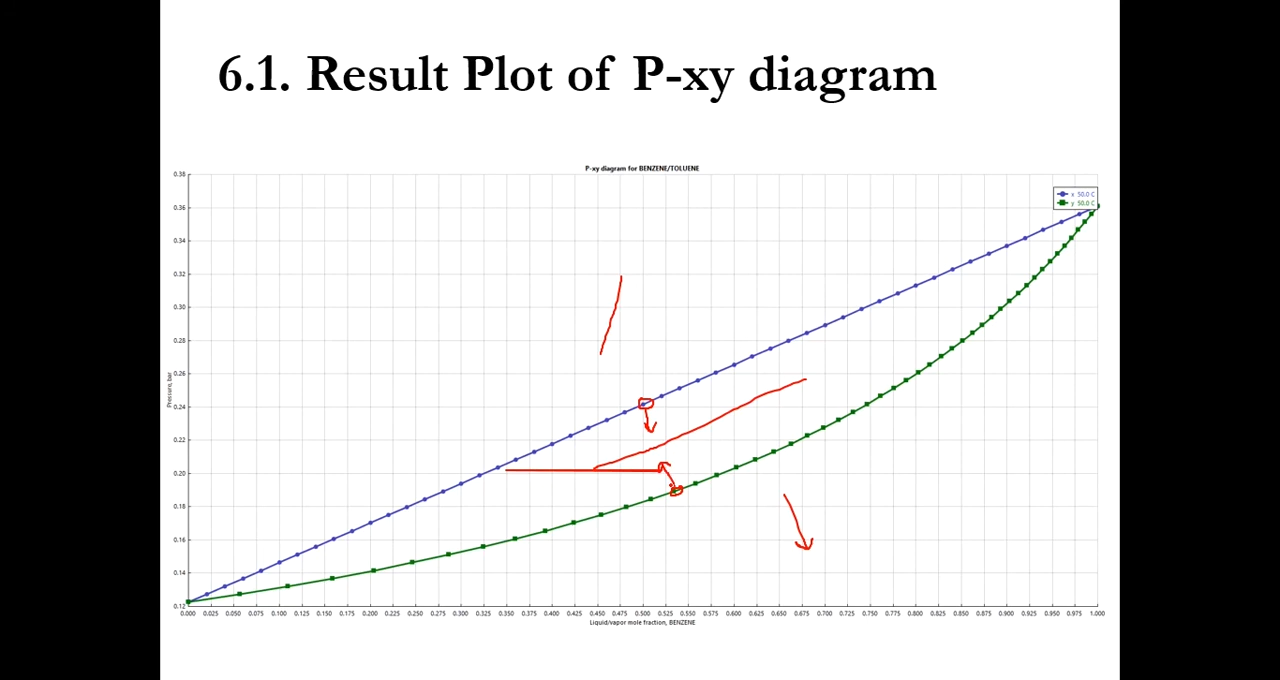 6.1. Result Plot of P-xy diagram
P-xy diagram for BENZENE/TOLUENE
x 50.0 C
y 50.0 C
Pressure, bar
0.38
0.36
0.34
0.32
0.30
0.28
0.26
0.24
0.22
0.20
0.18
0.16
0.14
0.12
0.000 0.025 0.050 0.075 0.100 0.125 0.150 0.175 0.200 0.225 0.250 0.275 0.300 0.325 0.350 0.375 0.400 0.425 0.450 0.475 0.500 0.525 0.550 0.575 0.600 0.625 0.650 0.675 0.700 0.725 0.750 0.775 0.800 0.825 0.850 0.875 0.900 0.925 0.950 0.975 1.000
Liquid/vapor mole fraction, BENZENE